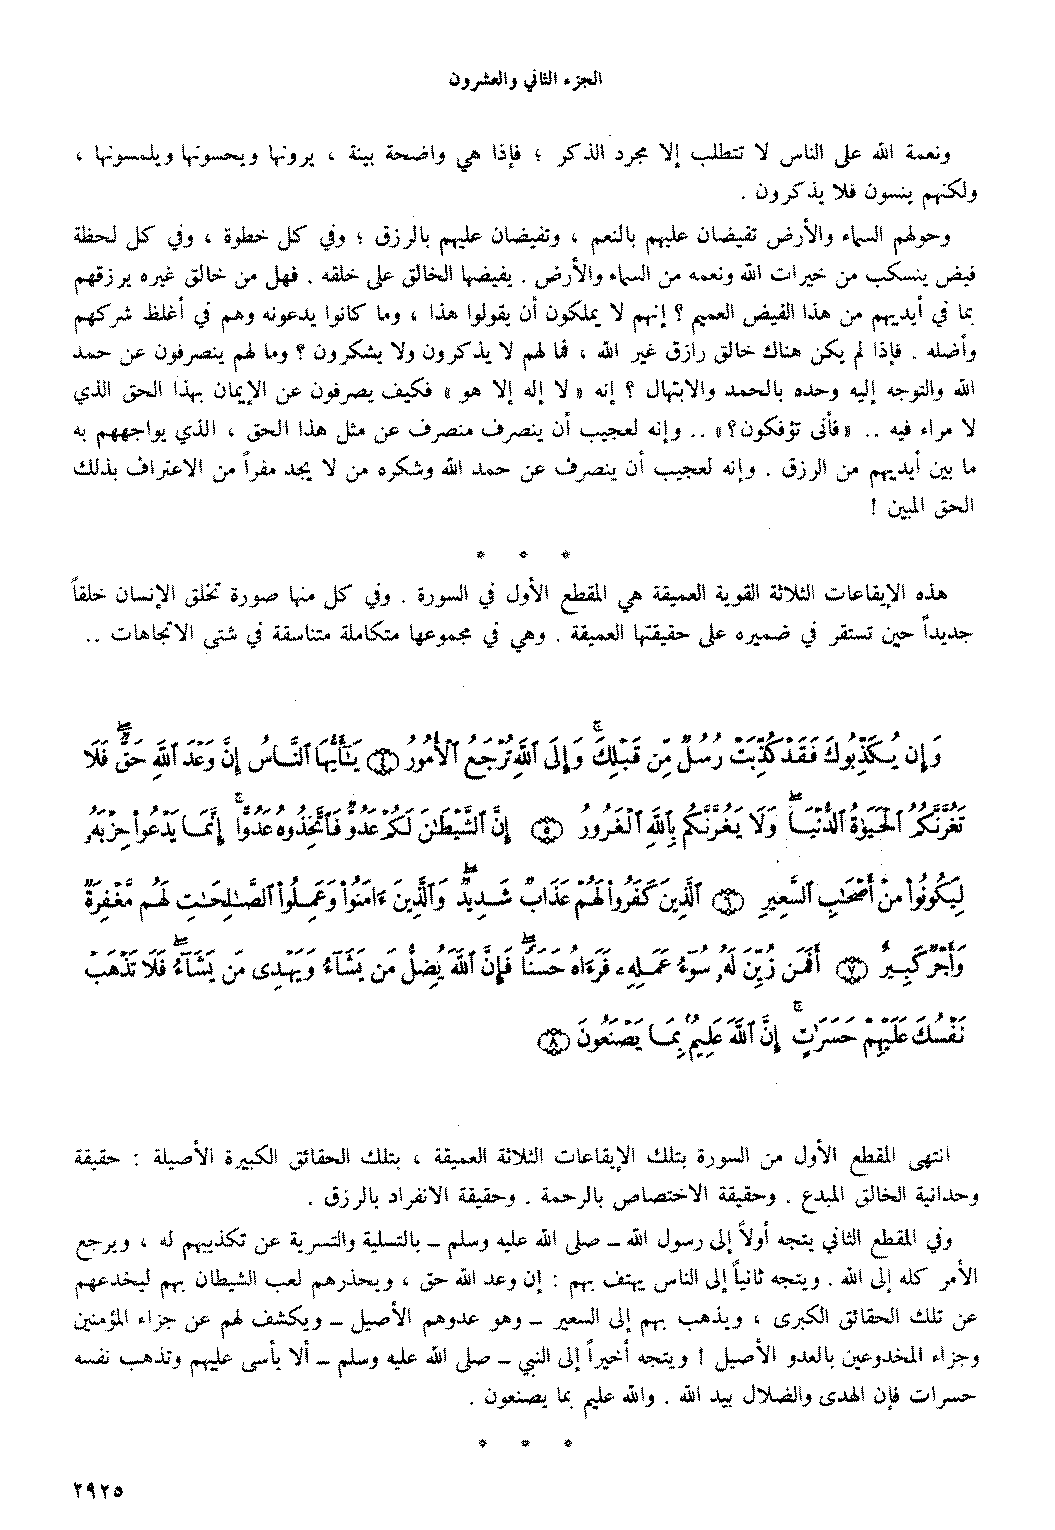 الجزء الثاني والعشرون
ونعمة الله على الناس لا تتطلب إلا مجرد الذكر ؛ فإذا هي واضحة بينة ، يرونها ويحسونها ويلمسونها ،
ولكنهم ينسون فلا يذكرون .
وحولهم السماء والأرض تفيضان عليهم بالنعم ، وتفيضان عليهم بالرزق ؛ وفي كل خطوة ، وفي كل لحظة
فيض ينسكب من خيرات الله ونعمه من السماء والأرض . يفيضها الخالق على خلقه . فهل من خالق غيره يرزقهم
بما في أيديهم من هذا الفيض العميم ؟ إنهم لا يملكون أن يقولوا هذا ، وما كانوا يدعونه وهم في أغلظ شركهم
وأضله . فإذا لم يكن هناك خالق رازق غير الله ، فما لهم لا يذكرون ولا يشكرون ؟ وما لهم ينصرفون عن حمد
الله والتوجه إليه وحده بالحمد والابتهال ؟ إنه « لا إله إلا هو » فكيف يصرفون عن الإيمان بهذا الحق الذي
لا مراء فيه .. « فأنى تؤفكون؟ » .. وإنه لعجيب أن ينصرف منصرف عن مثل هذا الحق ، الذي يواجههم به
ما بين أيديهم من الرزق . وإنه لعجيب أن ينصرف عن حمد الله وشكره من لا يجد مفراً من الاعتراف بذلك
الحق المبين !
* * *
هذه الإيقاعات الثلاثة القوية العميقة هي المقطع الأول في السورة . وفي كل منها صورة تخلق الإنسان خلقاً
جديداً حين تستقر في ضميره على حقيقتها العميقة . وهي في مجموعها متكاملة متناسقة في شتى الاتجاهات ..
وَإِن يُكَذِّبُوكَ فَقَدْ كُذِّبَتْ رُسُلٌ مِّن قَبْلِكَ ۚ وَإِلَى ٱللَّهِ تُرْجَعُ ٱلْأُمُورُ ﴿٤﴾ يَٰٓأَيُّهَا ٱلنَّاسُ إِنَّ وَعْدَ ٱللَّهِ حَقٌّ ۖ فَلَا
تَغُرَّنَّكُمُ ٱلْحَيَوٰةُ ٱلدُّنْيَا ۖ وَلَا يَغُرَّنَّكُم بِٱللَّهِ ٱلْغَرُورُ ﴿٥﴾ إِنَّ ٱلشَّيْطَٰنَ لَكُمْ عَدُوٌّ فَٱتَّخِذُوهُ عَدُوًّا ۚ إِنَّمَا يَدْعُوا۟ حِزْبَهُۥ
لِيَكُونُوا۟ مِنْ أَصْحَٰبِ ٱلسَّعِيرِ ﴿٦﴾ ٱلَّذِينَ كَفَرُوا۟ لَهُمْ عَذَابٌ شَدِيدٌ ۖ وَٱلَّذِينَ ءَامَنُوا۟ وَعَمِلُوا۟ ٱلصَّٰلِحَٰتِ لَهُم مَّغْفِرَةٌ
وَأَجْرٌ كَبِيرٌ ﴿٧﴾ أَفَمَن زُيِّنَ لَهُۥ سُوٓءُ عَمَلِهِۦ فَرَءَاهُ حَسَنًا ۖ فَإِنَّ ٱللَّهَ يُضِلُّ مَن يَشَآءُ وَيَهْدِى مَن يَشَآءُ ۖ فَلَا تَذْهَبْ
نَفْسُكَ عَلَيْهِمْ حَسَرَٰتٍ ۚ إِنَّ ٱللَّهَ عَلِيمٌۢ بِمَا يَصْنَعُونَ ﴿٨﴾
انتهى المقطع الأول من السورة بتلك الإيقاعات الثلاثة العميقة ، بتلك الحقائق الكبيرة الأصيلة : حقيقة
وحدانية الخالق المبدع . وحقيقة الاختصاص بالرحمة . وحقيقة الانفراد بالرزق .
وفي المقطع الثاني يتجه أولاً إلى رسول الله – صلى الله عليه وسلم – بالتسلية والتسرية عن تكذيبهم له ، ويرجع
الأمر كله إلى الله . ويتجه ثانياً إلى الناس يهتف بهم : إن وعد الله حق ، ويحذرهم لعب الشيطان بهم ليخدعهم
عن تلك الحقائق الكبرى ، ويذهب بهم إلى السعير – وهو عدوهم الأصيل – ويكشف لهم عن جزاء المؤمنين
وجزاء المخدوعين بالعدو الأصيل ! ويتجه أخيراً إلى النبي – صلى الله عليه وسلم – ألا يأسى عليهم وتذهب نفسه
حسرات فإن الهدى والضلال بيد الله . والله عليم بما يصنعون .
* * *
٢٩٢٥